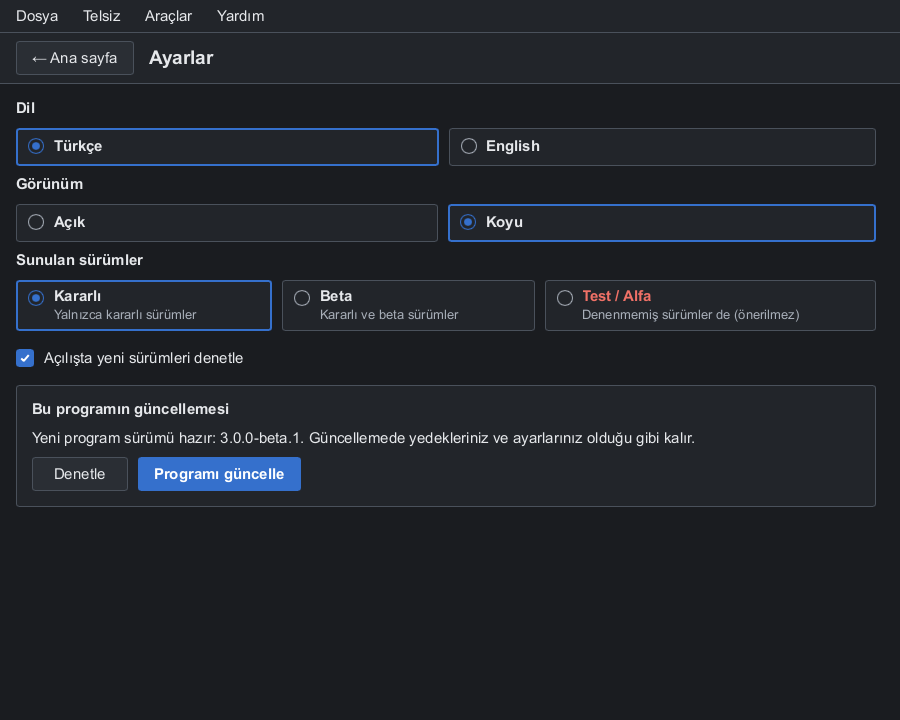 Dosya Telsiz Araçlar Yardım
← Ana sayfa Ayarlar
Dil
Türkçe English
Görünüm
Açık Koyu
Sunulan sürümler
Kararlı Beta Test / Alfa
Yalnızca kararlı sürümler Kararlı ve beta sürümler Denenmemiş sürümler de (önerilmez)
Açılışta yeni sürümleri denetle
Bu programın güncellemesi
Yeni program sürümü hazır: 3.0.0-beta.1. Güncellemede yedekleriniz ve ayarlarınız olduğu gibi kalır.
Denetle Programı güncelle